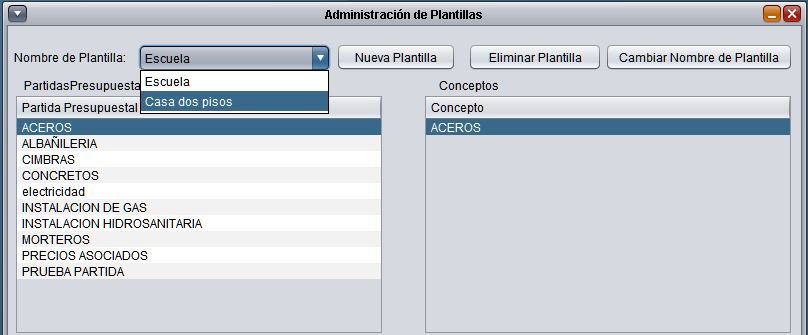 Administración de Plantillas
Nombre de Plantilla: Escuela Nueva Plantilla Eliminar Plantilla Cambiar Nombre de Plantilla
Escuela
Casa dos pisos
PartidasPresupuesta
Conceptos
Partida Presupuestal
Concepto
ACEROS
ALBAÑILERIA
CIMBRAS
CONCRETOS
electricidad
INSTALACION DE GAS
INSTALACION HIDROSANITARIA
MORTEROS
PRECIOS ASOCIADOS
PRUEBA PARTIDA
ACEROS